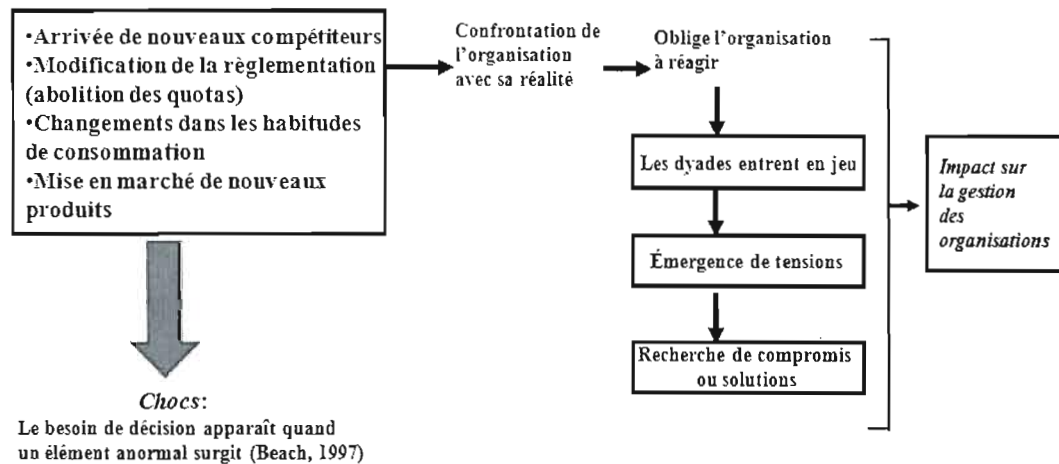 •Arrivée de nouveaux compétiteurs
•Modification de la règlementation
(abolition des quotas)
•Changements dans les habitudes
de consommation
•Mise en marché de nouveaux
produits
Chocs:
Le besoin de décision apparaît quand
un élément anormal surgit (Beach, 1997)
Confrontation de
l'organisation
avec sa réalité
Oblige l'organisation
à réagir
Les dyades entrent en jeu
Émergence de tensions
Recherche de compromis
ou solutions
Impact sur
la gestion
des
organisations